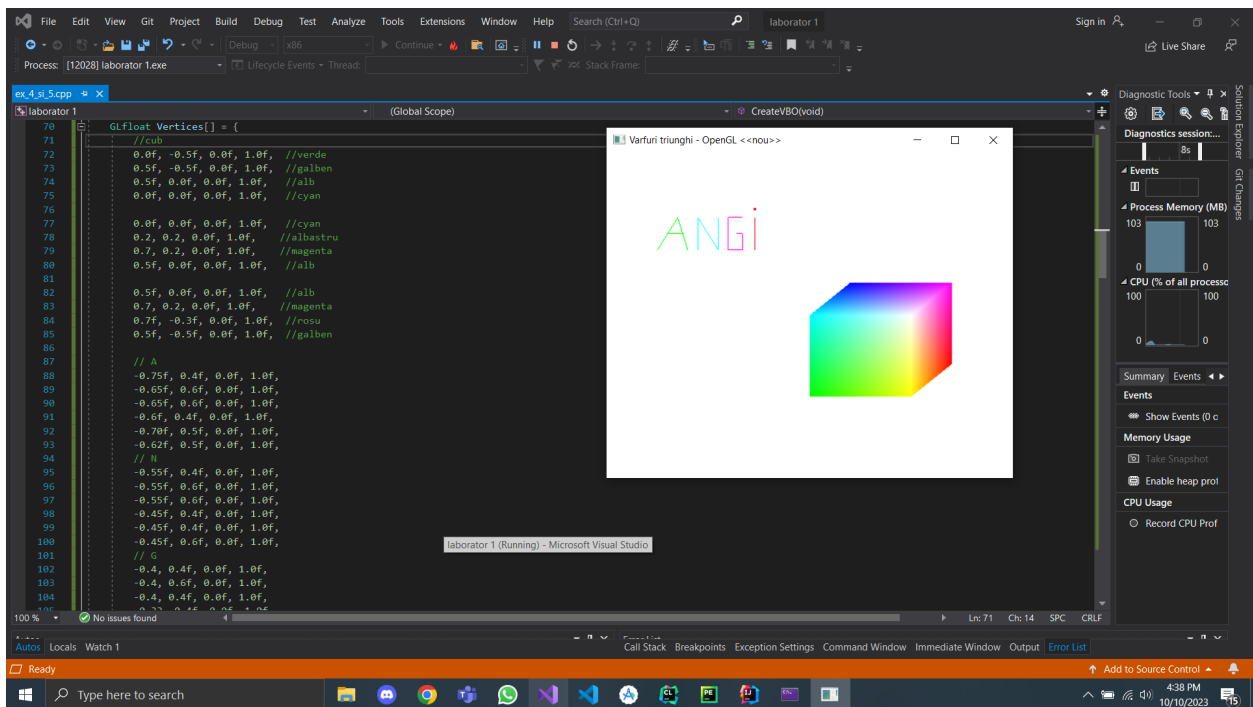 File Edit View Git Project Build Debug Test Analyze Tools Extensions Window Help Search (Ctrl+Q) laborator 1 Sign in
Debug x86 Continue Live Share
Process: [12028] laborator 1.exe Lifecycle Events Thread: Stack Frame:
ex_4_si_5.cpp
laborator 1 (Global Scope) CreateVBO(void)
70 GLfloat Vertices[] = {
71 //cub
72 0.0f, -0.5f, 0.0f, 1.0f, //verde
73 0.5f, -0.5f, 0.0f, 1.0f, //galben
74 0.5f, 0.0f, 0.0f, 1.0f, //alb
75 0.0f, 0.0f, 0.0f, 1.0f, //cyan
76
77 0.0f, 0.0f, 0.0f, 1.0f, //cyan
78 0.2, 0.2, 0.0f, 1.0f, //albastru
79 0.7, 0.2, 0.0f, 1.0f, //magenta
80 0.5f, 0.0f, 0.0f, 1.0f, //alb
81
82 0.5f, 0.0f, 0.0f, 1.0f, //alb
83 0.7, 0.2, 0.0f, 1.0f, //magenta
84 0.7f, -0.3f, 0.0f, 1.0f, //rosu
85 0.5f, -0.5f, 0.0f, 1.0f, //galben
86
87 // A
88 -0.75f, 0.4f, 0.0f, 1.0f,
89 -0.65f, 0.6f, 0.0f, 1.0f,
90 -0.65f, 0.6f, 0.0f, 1.0f,
91 -0.6f, 0.4f, 0.0f, 1.0f,
92 -0.70f, 0.5f, 0.0f, 1.0f,
93 -0.62f, 0.5f, 0.0f, 1.0f,
94 // N
95 -0.55f, 0.4f, 0.0f, 1.0f,
96 -0.55f, 0.6f, 0.0f, 1.0f,
97 -0.55f, 0.6f, 0.0f, 1.0f,
98 -0.45f, 0.4f, 0.0f, 1.0f,
99 -0.45f, 0.4f, 0.0f, 1.0f,
100 -0.45f, 0.6f, 0.0f, 1.0f,
101 // G
102 -0.4, 0.4f, 0.0f, 1.0f,
103 -0.4, 0.6f, 0.0f, 1.0f,
104 -0.4, 0.4f, 0.0f, 1.0f,
Varfuri triunghi - OpenGL <<nou>>
ANGi
laborator 1 (Running) - Microsoft Visual Studio
Diagnostic Tools
Diagnostics session:...
8s
Events
Process Memory (MB)
103 103
0 0
CPU (% of all processo
100 100
0 0
Summary Events
Events
Show Events (0 o
Memory Usage
Take Snapshot
Enable heap prof
CPU Usage
Record CPU Prof
Solution Explorer
Git Changes
100 % No issues found Ln: 71 Ch: 14 SPC CRLF
Autos Locals Watch 1 Call Stack Breakpoints Exception Settings Command Window Immediate Window Output Error List
Ready Add to Source Control
Type here to search
4:38 PM
10/10/2023
15